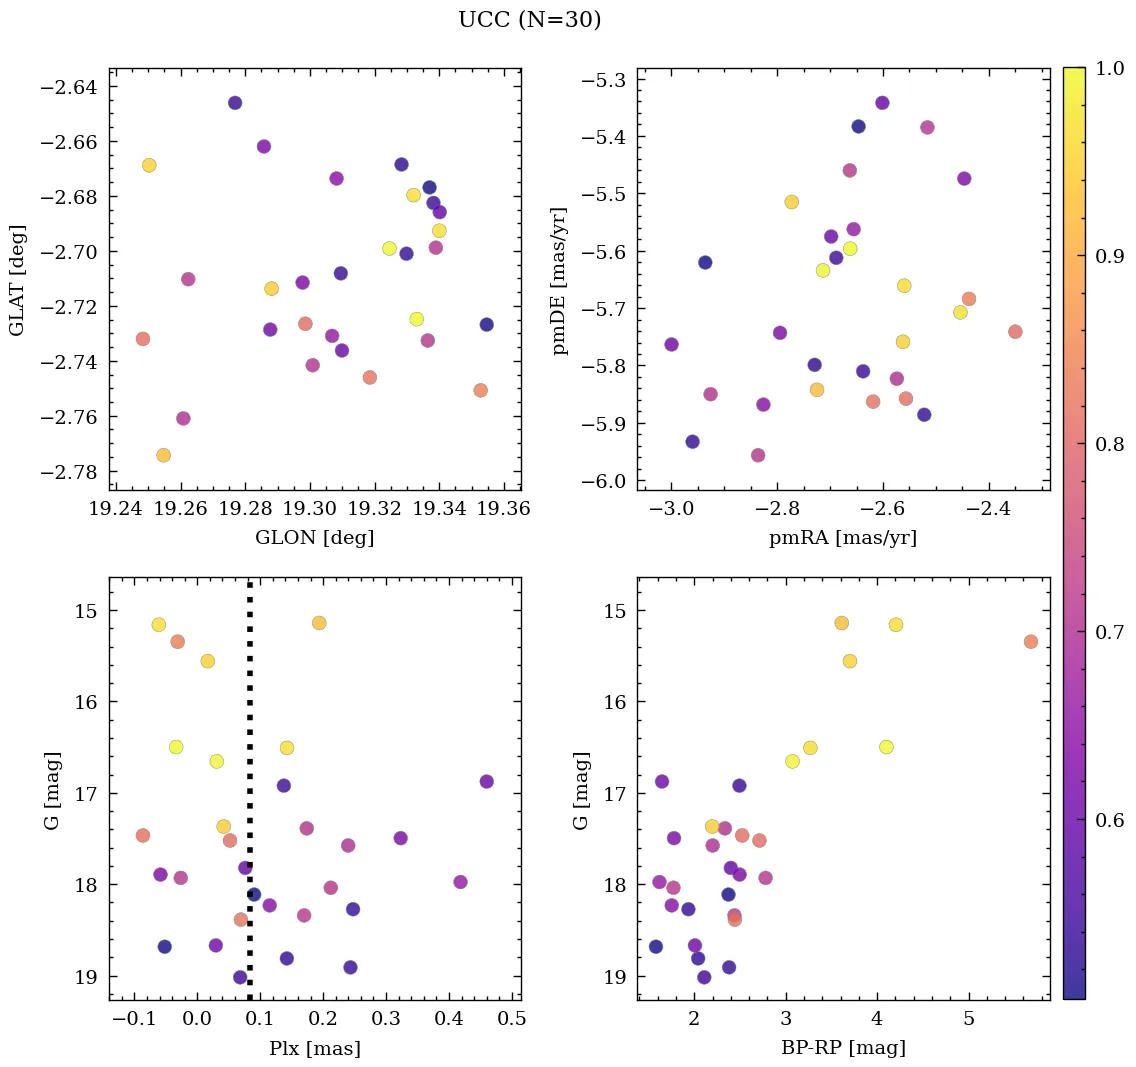 UCC (N=30)
−2.64
−2.66
−2.68
−2.70
−2.72
−2.74
−2.76
−2.78
GLAT [deg]
19.24 19.26 19.28 19.30 19.32 19.34 19.36
GLON [deg]
−5.3
−5.4
−5.5
−5.6
−5.7
−5.8
−5.9
−6.0
pmDE [mas/yr]
−3.0 −2.8 −2.6 −2.4
pmRA [mas/yr]
15
16
17
18
19
G [mag]
−0.1 0.0 0.1 0.2 0.3 0.4 0.5
Plx [mas]
15
16
17
18
19
G [mag]
2 3 4 5
BP-RP [mag]
1.0
0.9
0.8
0.7
0.6